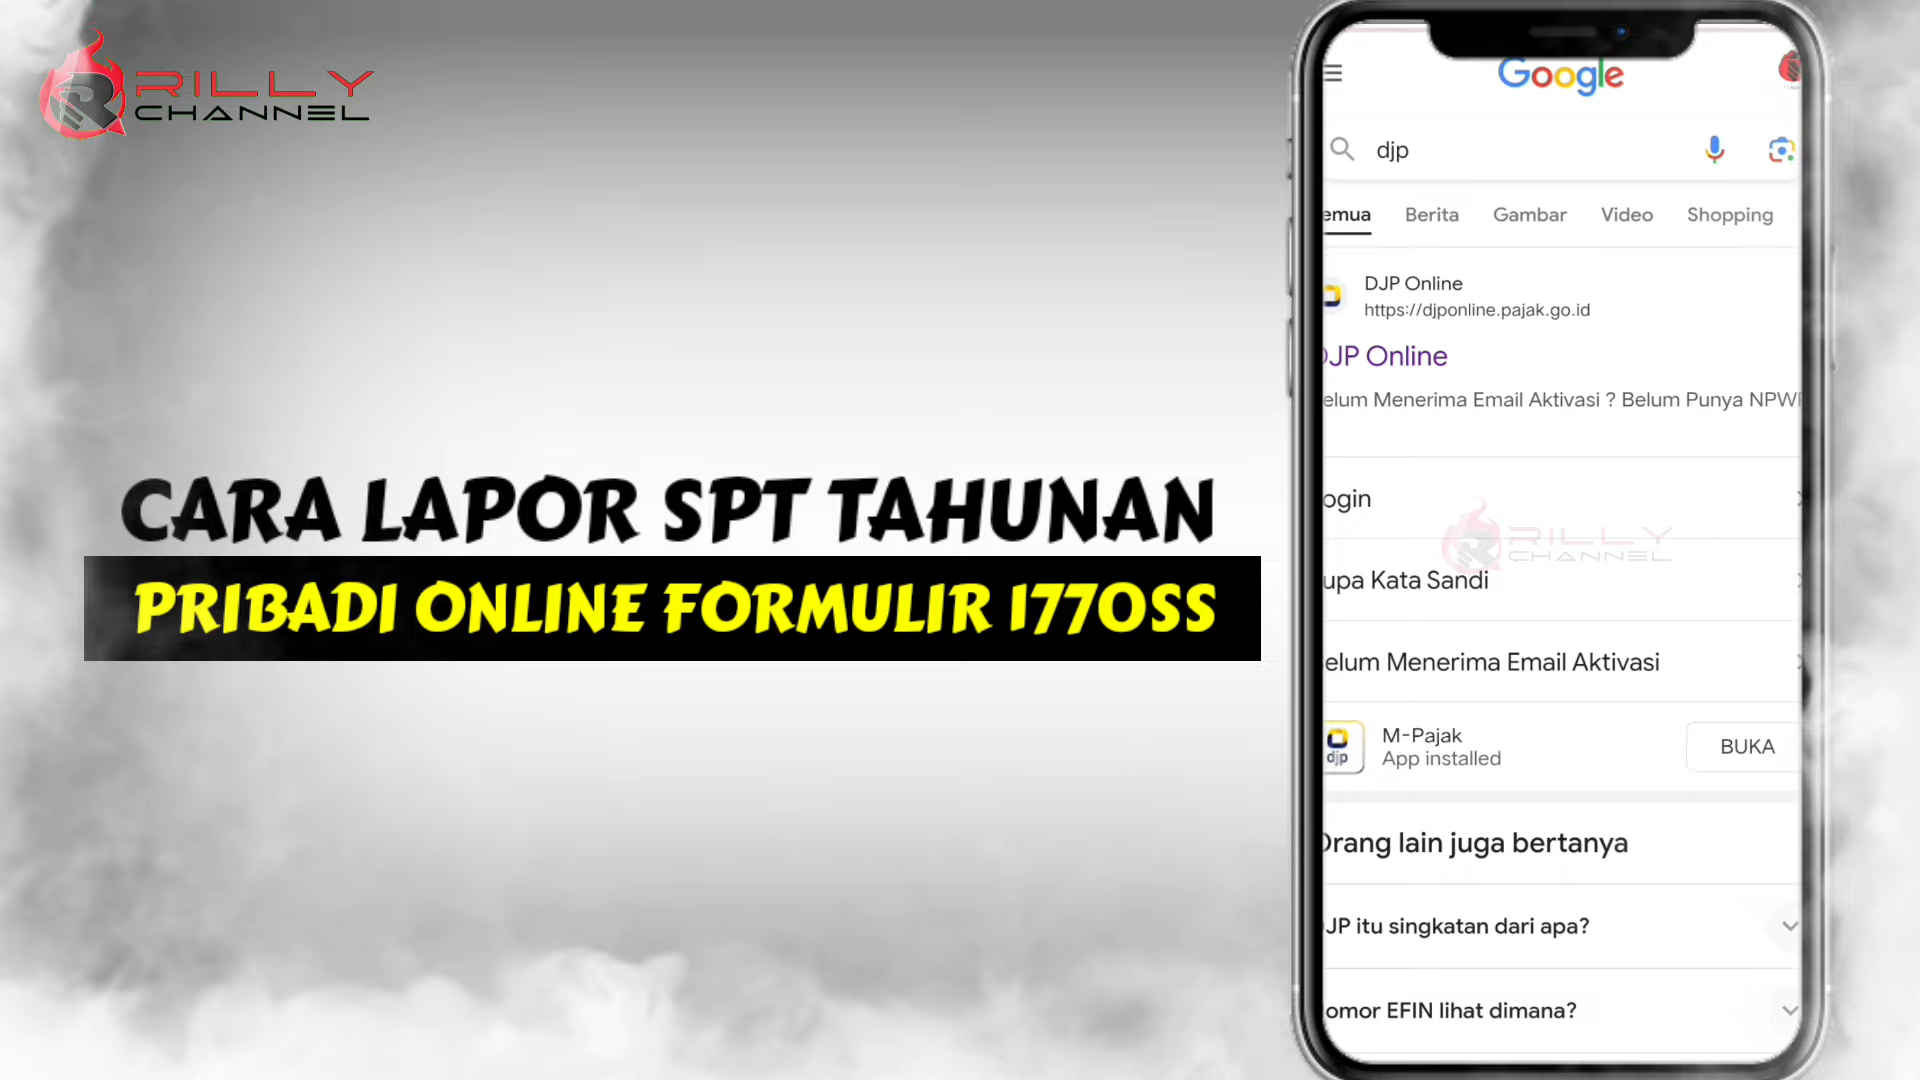 RILLY
CHANNEL
CARA LAPOR SPT TAHUNAN
PRIBADI ONLINE FORMULIR 1770SS
Google
djp
emua Berita Gambar Video Shopping
DJP Online
https://djponline.pajak.go.id
JP Online
elum Menerima Email Aktivasi ? Belum Punya NPW
ogin
RILLY
CHANNEL
upa Kata Sandi
elum Menerima Email Aktivasi
djp
M-Pajak
App installed
BUKA
Orang lain juga bertanya
JP itu singkatan dari apa?
omor EFIN lihat dimana?